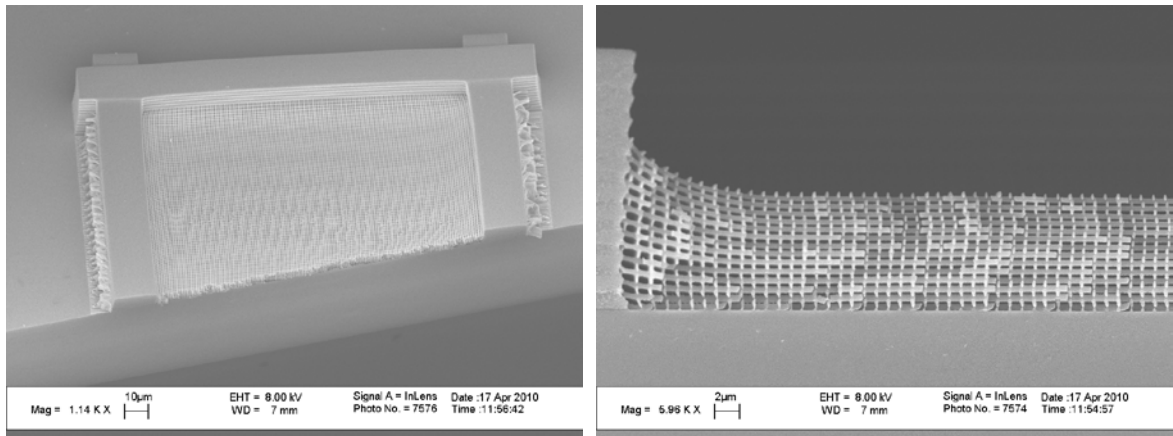 10µm
EHT = 8.00 kV
Signal A = InLens
Date :17 Apr 2010
Mag = 1.14 K X
WD = 7 mm
Photo No. = 7576
Time :11:56:42
2µm
EHT = 8.00 kV
Signal A = InLens
Date :17 Apr 2010
Mag = 5.96 K X
WD = 7 mm
Photo No. = 7574
Time :11:54:57